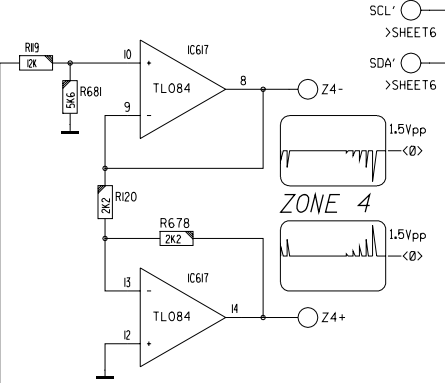 SCL'
>SHEET6
SDA'
>SHEET6
R119
12K
R681
5K6
10
9
IC617
TL084
8
Z4-
1.5Vpp
<0>
ZONE 4
R120
2K2
R678
2K2
1.5Vpp
<0>
13
12
IC617
TL084
14
Z4+